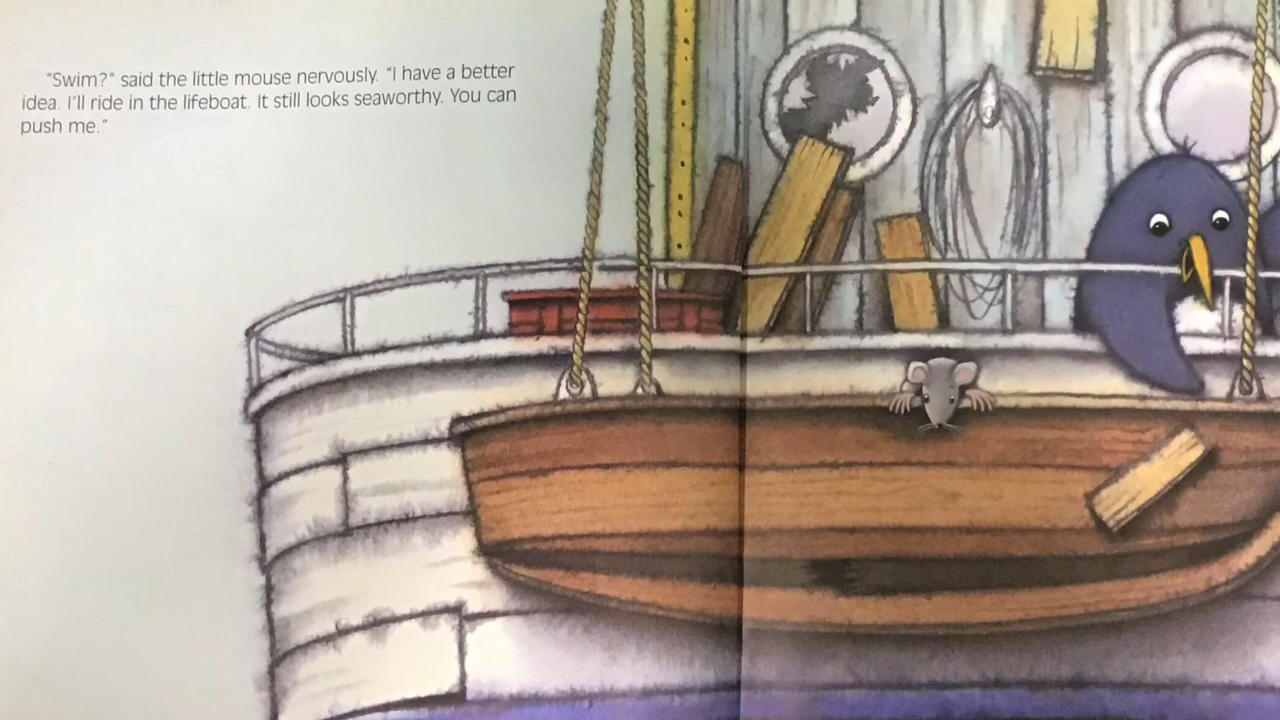 "Swim?" said the little mouse nervously. "I have a better
idea. I'll ride in the lifeboat. It still looks seaworthy. You can
push me."